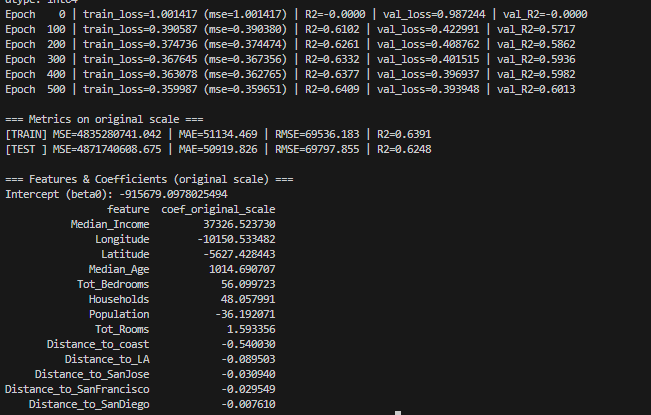 dtype: int64
Epoch    0 | train_loss=1.001417 (mse=1.001417) | R2=-0.0000 | val_loss=0.987244 | val_R2=-0.0000
Epoch  100 | train_loss=0.390587 (mse=0.390380) | R2=0.6102 | val_loss=0.422991 | val_R2=0.5717
Epoch  200 | train_loss=0.374736 (mse=0.374474) | R2=0.6261 | val_loss=0.408762 | val_R2=0.5862
Epoch  300 | train_loss=0.367645 (mse=0.367356) | R2=0.6332 | val_loss=0.401515 | val_R2=0.5936
Epoch  400 | train_loss=0.363078 (mse=0.362765) | R2=0.6377 | val_loss=0.396937 | val_R2=0.5982
Epoch  500 | train_loss=0.359987 (mse=0.359651) | R2=0.6409 | val_loss=0.393948 | val_R2=0.6013
=== Metrics on original scale ===
[TRAIN] MSE=4835280741.042 | MAE=51134.469 | RMSE=69536.183 | R2=0.6391
[TEST ] MSE=4871740608.675 | MAE=50919.826 | RMSE=69797.855 | R2=0.6248
=== Features & Coefficients (original scale) ===
Intercept (beta0): -915679.0978025494
feature  coef_original_scale
Median_Income         37326.523730
Longitude        -10150.533482
Latitude         -5627.428443
Median_Age          1014.690707
Tot_Bedrooms            56.099723
Households            48.057991
Population           -36.192071
Tot_Rooms             1.593356
Distance_to_coast            -0.540030
Distance_to_LA            -0.089503
Distance_to_SanJose            -0.030940
Distance_to_SanFrancisco            -0.029549
Distance_to_SanDiego            -0.007610